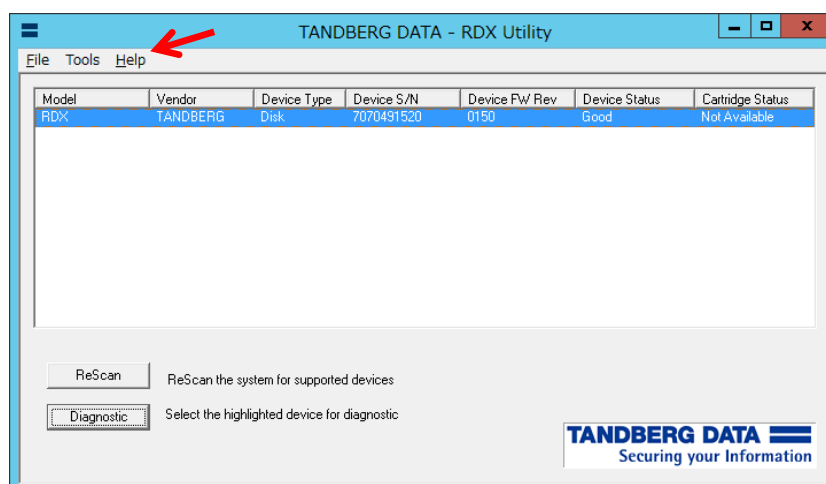 TANDBERG DATA - RDX Utility
File Tools Help
Model Vendor Device Type Device S/N Device FW Rev Device Status Cartridge Status
RDX TANDBERG Disk 7070491520 0150 Good Not Available
ReScan ReScan the system for supported devices
Diagnostic Select the highlighted device for diagnostic
TANDBERG DATA
Securing your Information